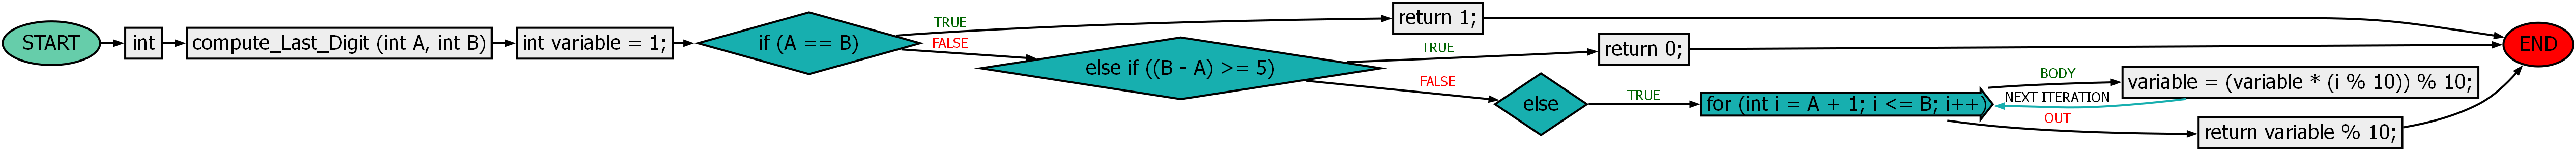 START
int
compute_Last_Digit (int A, int B)
int variable = 1;
if (A == B)
TRUE
return 1;
FALSE
else if ((B - A) >= 5)
TRUE
return 0;
FALSE
else
TRUE
for (int i = A + 1; i <= B; i++)
BODY
variable = (variable * (i % 10)) % 10;
NEXT ITERATION
OUT
return variable % 10;
END